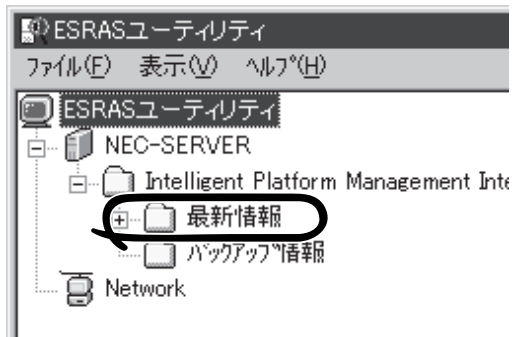 ESRASユーティリティ
ファイル(F) 表示(V) ヘルプ(H)
ESRASユーティリティ
NEC-SERVER
Intelligent Platform Management Inte
最新情報
バックアップ情報
Network